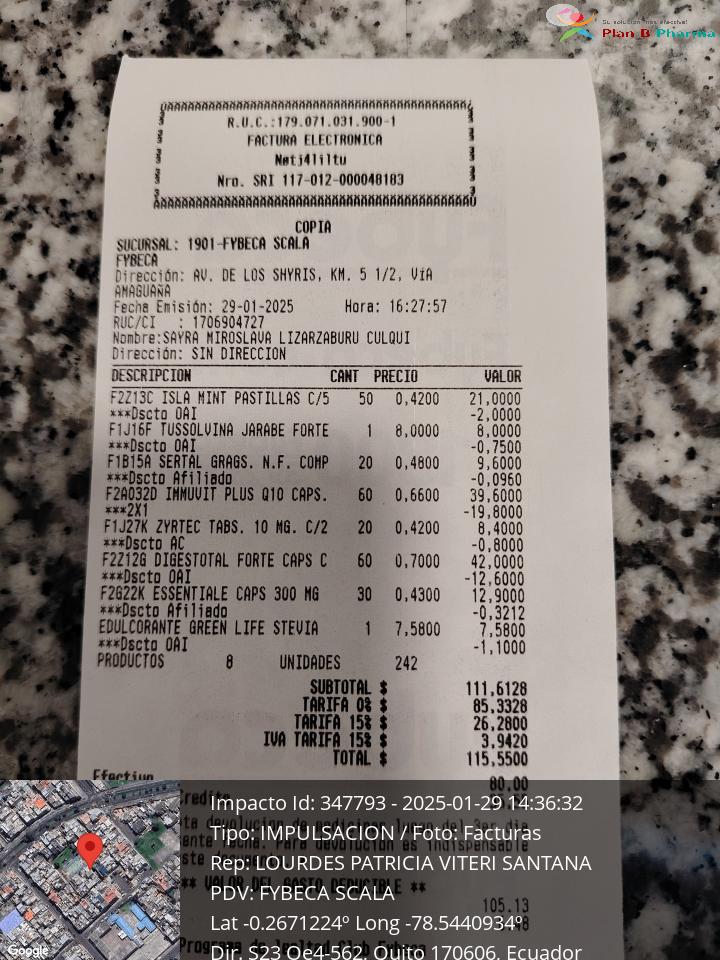 Su solución más efectiva!
Plan B Pharma
R.U.C.:179.071.031.900-1
FACTURA ELECTRONICA
Nøtj4liltu
Nro. SRI 117-012-000048183
COPIA
SUCURSAL: 1901-FYBECA SCALA
FYBECA
Dirección: AV. DE LOS SHYRIS, KM. 5 1/2, VíA
AMAGUAÑA
Fecha Emisión: 29-01-2025 Hora: 16:27:57
RUC/CI : 1706904727
Nombre:SAYRA MIROSLAVA LIZARZABURU CULQUI
Dirección: SIN DIRECCION
DESCRIPCION CANT PRECIO VALOR
F2Z13C ISLA MINT PASTILLAS C/5 50 0,4200 21,0000
***Dscto OAI -2,0000
F1J16F TUSSOLVINA JARABE FORTE 1 8,0000 8,0000
***Dscto OAI -0,7500
F1B15A SERTAL GRAGS. N.F. COMP 20 0,4800 9,6000
***Dscto Afiliado -0,0960
F2A032D IMMUVIT PLUS Q10 CAPS. 60 0,6600 39,6000
***2X1 -19,8000
F1J27K ZYRTEC TABS. 10 MG. C/2 20 0,4200 8,4000
***Dscto AC -0,8000
F2Z12G DIGESTOTAL FORTE CAPS C 60 0,7000 42,0000
***Dscto OAI -12,6000
F2G22K ESSENTIALE CAPS 300 MG 30 0,4300 12,9000
***Dscto Afiliado -0,3212
EDULCORANTE GREEN LIFE STEVIA 1 7,5800 7,5800
***Dscto OAI -1,1000
PRODUCTOS 8 UNIDADES 242
SUBTOTAL $ 111,6128
TARIFA 0% $ 85,3328
TARIFA 15% $ 26,2800
IVA TARIFA 15% $ 3,9420
TOTAL $ 115,5500
Efectivo 80,00
Impacto Id: 347793 - 2025-01-29 14:36:32
Tipo: IMPULSACION / Foto: Facturas
Rep: LOURDES PATRICIA VITERI SANTANA
PDV: FYBECA SCALA
** VALOR DEL GASTO DEDUCIBLE **
105.13
Lat -0.2671224º Long -78.5440934º
Dir. S23 Oe4-562, Quito 170606, Ecuador
Google